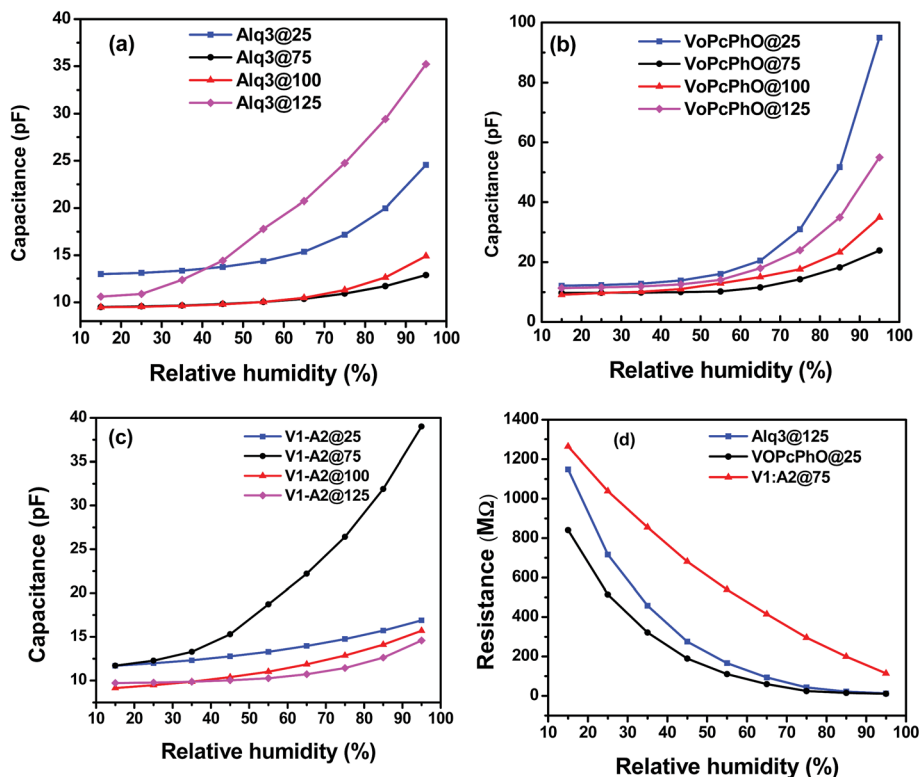 (a)
Alq3@25
Alq3@75
Alq3@100
Alq3@125
Capacitance (pF)
40
35
30
25
20
15
10
10 20 30 40 50 60 70 80 90 100
Relative humidity (%)
(b)
VoPcPhO@25
VoPcPhO@75
VoPcPhO@100
VoPcPhO@125
Capacitance (pF)
100
80
60
40
20
0
10 20 30 40 50 60 70 80 90 100
Relative humidity (%)
(c)
V1-A2@25
V1-A2@75
V1-A2@100
V1-A2@125
Capacitance (pF)
40
35
30
25
20
15
10
10 20 30 40 50 60 70 80 90 100
Relative humidity (%)
(d)
Alq3@125
VOPcPhO@25
V1:A2@75
Resistance (MΩ)
1400
1200
1000
800
600
400
200
0
10 20 30 40 50 60 70 80 90 100
Relative humidity (%)